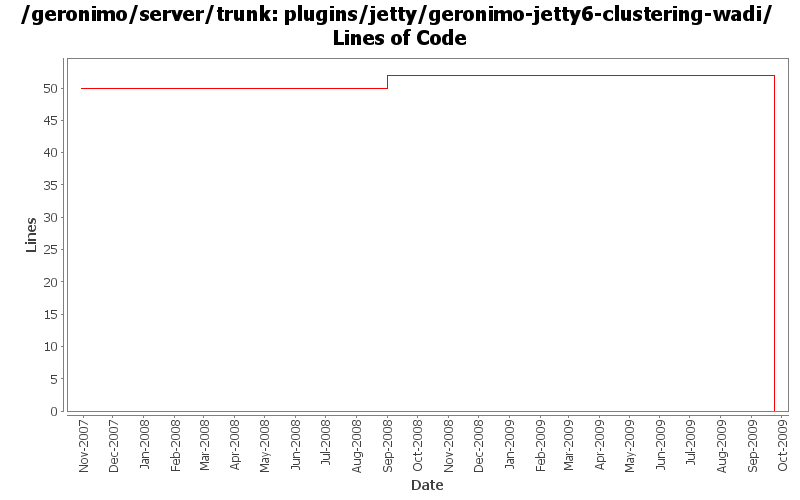 /geronimo/server/trunk: plugins/jetty/geronimo-jetty6-clustering-wadi/
Lines of Code
50
45
40
35
30
25
20
15
10
5
0
Lines
Nov-2007
Dec-2007
Jan-2008
Feb-2008
Mar-2008
Apr-2008
May-2008
Jun-2008
Jul-2008
Aug-2008
Sep-2008
Oct-2008
Nov-2008
Dec-2008
Jan-2009
Feb-2009
Mar-2009
Apr-2009
May-2009
Jun-2009
Jul-2009
Aug-2009
Sep-2009
Oct-2009
Date